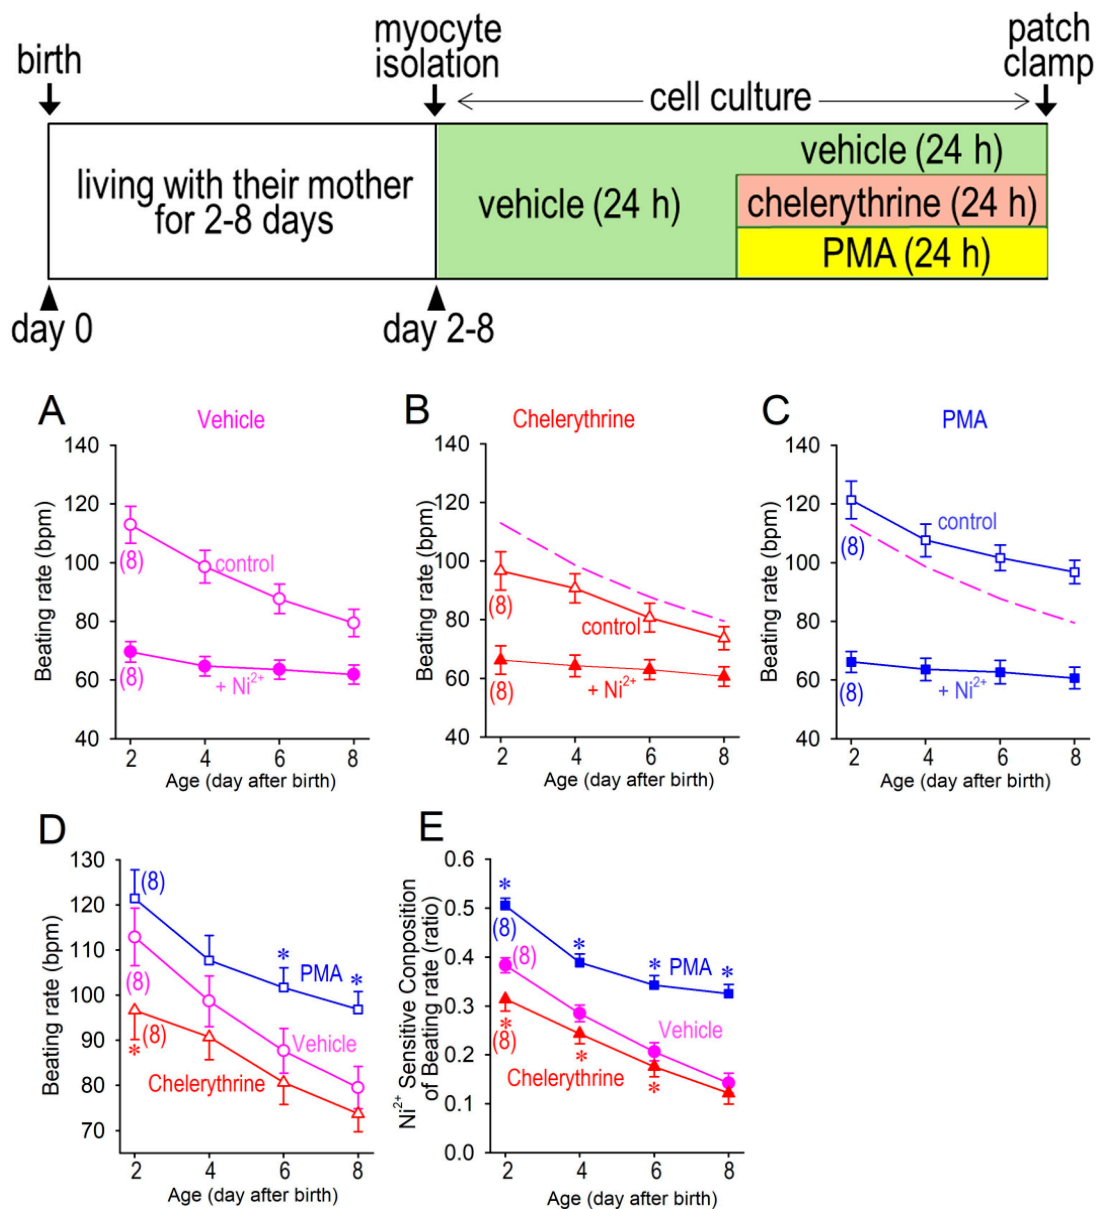 birth
myocyte
isolation
patch
clamp
cell culture
living with their mother
for 2-8 days
vehicle (24 h)
vehicle (24 h)
chelerythrine (24 h)
PMA (24 h)
day 0
day 2-8
A
Vehicle
140
120
100
80
60
40
Beating rate (bpm)
control
(8)
(8)
+ Ni²⁺
2 4 6 8
Age (day after birth)
B
Chelerythrine
140
120
100
80
60
40
Beating rate (bpm)
(8)
control
(8)
+ Ni²⁺
2 4 6 8
Age (day after birth)
C
PMA
140
120
100
80
60
40
Beating rate (bpm)
control
(8)
(8)
+ Ni²⁺
2 4 6 8
Age (day after birth)
D
130
120
110
100
90
80
70
Beating rate (bpm)
(8)
* *
PMA
(8)
Vehicle
(8)
*
Chelerythrine
2 4 6 8
Age (day after birth)
E
0.6
0.5
0.4
0.3
0.2
0.1
0.0
Ni²⁺ Sensitive Conposition
of Beating rate (ratio)
* * * *
(8)
PMA
(8)
Vehicle
* * *
(8)
Chelerythrine
2 4 6 8
Age (day after birth)